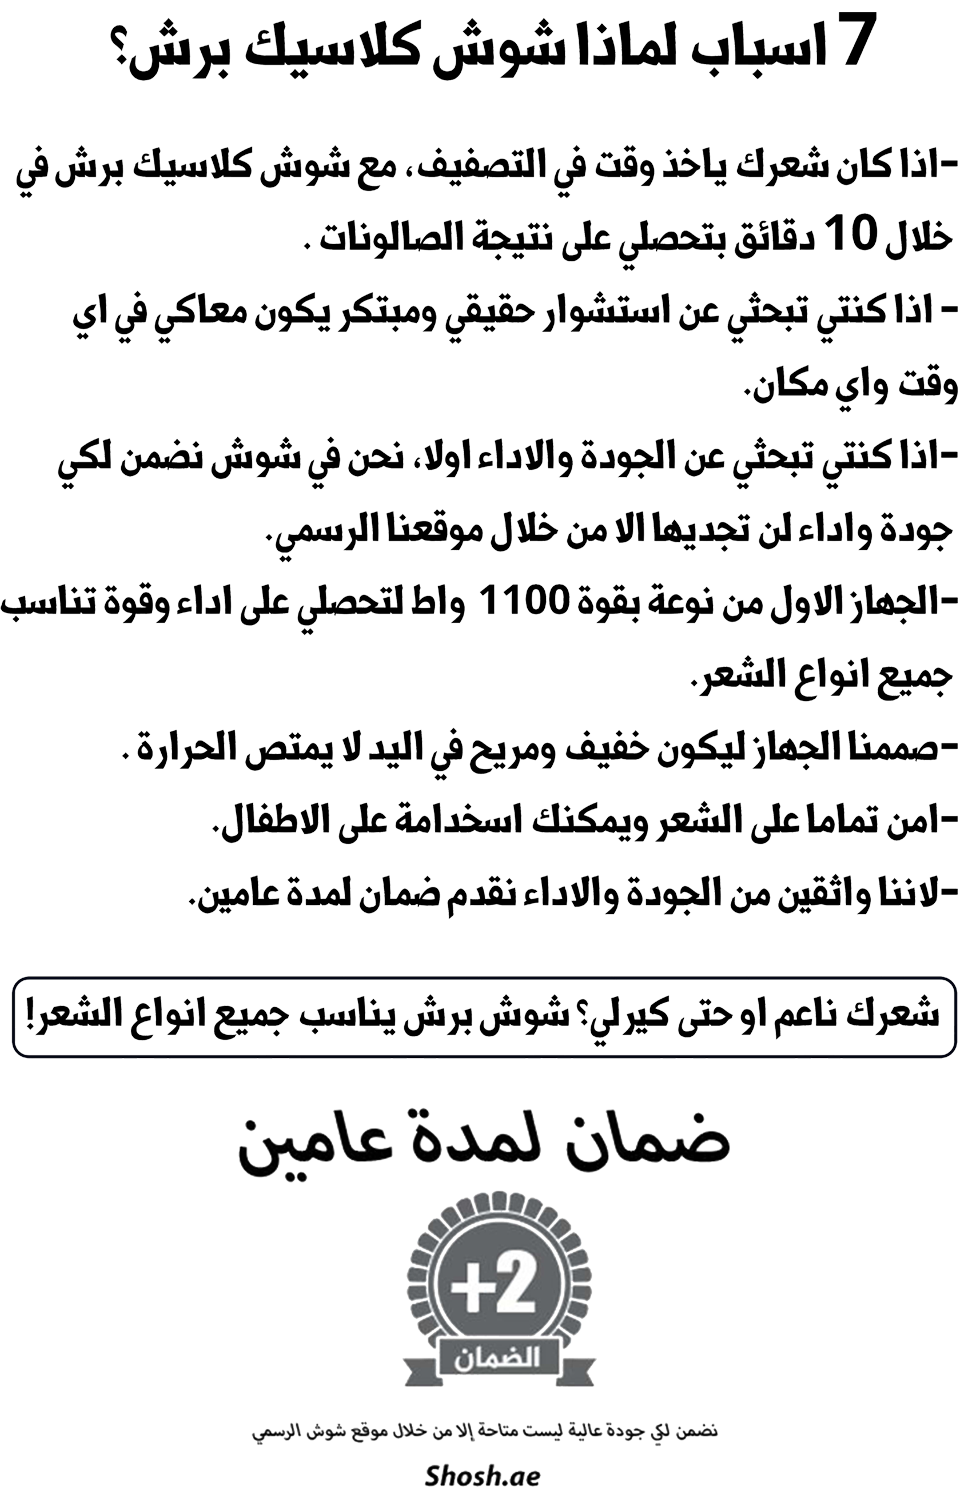 7 اسباب لماذا شوش كلاسيك برش؟
-اذا كان شعرك ياخذ وقت في التصفيف، مع شوش كلاسيك برش في
خلال 10 دقائق بتحصلي على نتيجة الصالونات .
- اذا كنتي تبحثي عن استشوار حقيقي ومبتكر يكون معاكي في اي
وقت واي مكان.
-اذا كنتي تبحثي عن الجودة والاداء اولا، نحن في شوش نضمن لكي
جودة واداء لن تجديها الا من خلال موقعنا الرسمي.
-الجهاز الاول من نوعة بقوة 1100 واط لتحصلي على اداء وقوة تناسب
جميع انواع الشعر.
-صممنا الجهاز ليكون خفيف ومريح في اليد لا يمتص الحرارة .
-امن تماما على الشعر ويمكنك اسخدامة على الاطفال.
-لاننا واثقين من الجودة والاداء نقدم ضمان لمدة عامين.
شعرك ناعم او حتى كيرلي؟ شوش برش يناسب جميع انواع الشعر!
ضمان لمدة عامين
+2
الضمان
نضمن لكي جودة عالية ليست متاحة إلا من خلال موقع شوش الرسمي
Shosh.ae